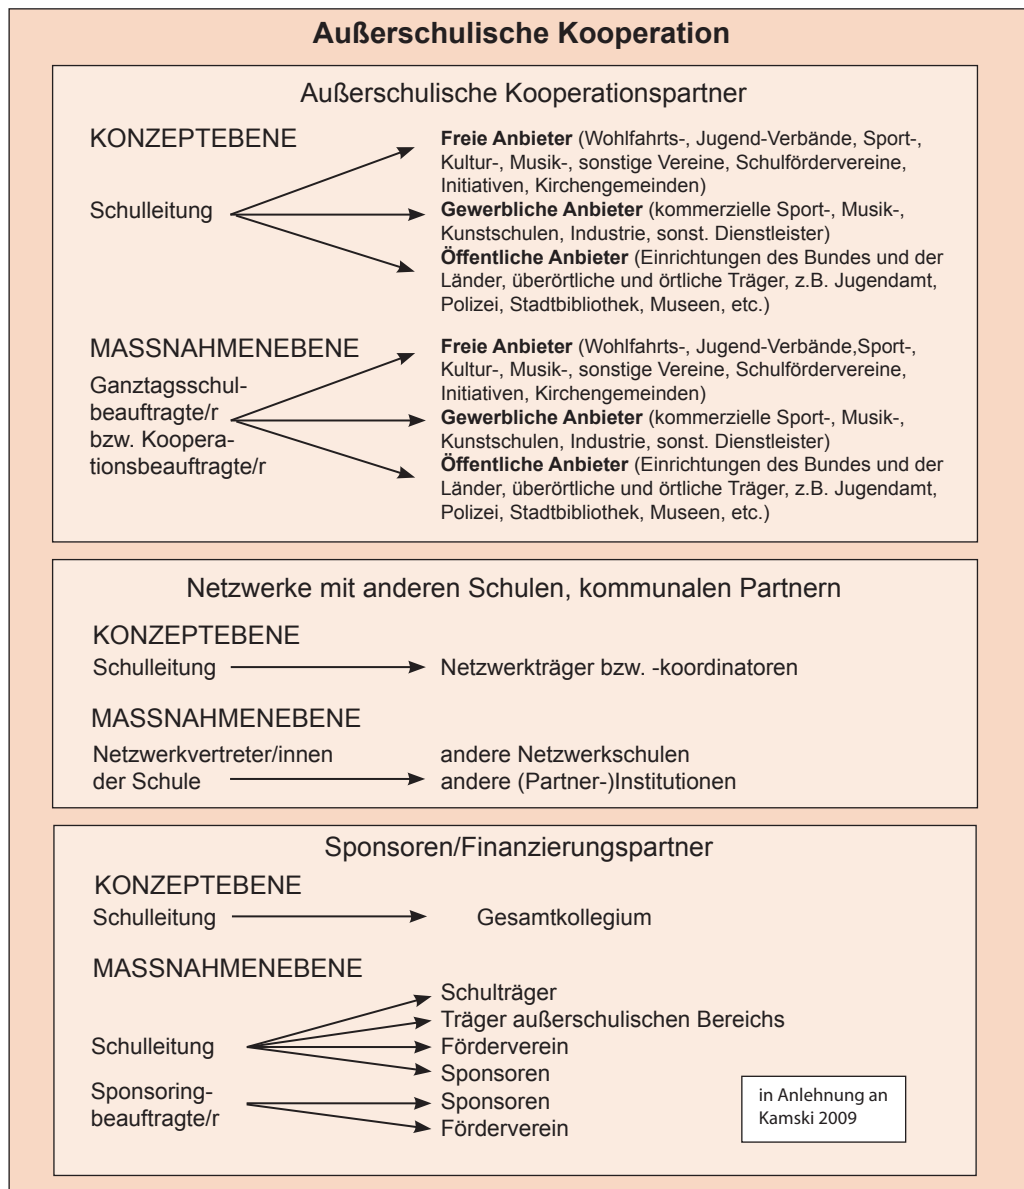 Außerschulische Kooperation
Außerschulische Kooperationspartner
KONZEPTEBENE
Schulleitung
Freie Anbieter (Wohlfahrts-, Jugend-Verbände, Sport-,
Kultur-, Musik-, sonstige Vereine, Schulfördervereine,
Initiativen, Kirchengemeinden)
Gewerbliche Anbieter (kommerzielle Sport-, Musik-,
Kunstschulen, Industrie, sonst. Dienstleister)
Öffentliche Anbieter (Einrichtungen des Bundes und der
Länder, überörtliche und örtliche Träger, z.B. Jugendamt,
Polizei, Stadtbibliothek, Museen, etc.)
MASSNAHMENEBENE
Ganztagsschul-
beauftragte/r
bzw. Koopera-
tionsbeauftragte/r
Freie Anbieter (Wohlfahrts-, Jugend-Verbände,Sport-,
Kultur-, Musik-, sonstige Vereine, Schulfördervereine,
Initiativen, Kirchengemeinden)
Gewerbliche Anbieter (kommerzielle Sport-, Musik-,
Kunstschulen, Industrie, sonst. Dienstleister)
Öffentliche Anbieter (Einrichtungen des Bundes und der
Länder, überörtliche und örtliche Träger, z.B. Jugendamt,
Polizei, Stadtbibliothek, Museen, etc.)
Netzwerke mit anderen Schulen, kommunalen Partnern
KONZEPTEBENE
Schulleitung
Netzwerkträger bzw. -koordinatoren
MASSNAHMENEBENE
Netzwerkvertreter/innen
der Schule
andere Netzwerkschulen
andere (Partner-)Institutionen
Sponsoren/Finanzierungspartner
KONZEPTEBENE
Schulleitung
Gesamtkollegium
MASSNAHMENEBENE
Schulleitung
Schulträger
Träger außerschulischen Bereichs
Förderverein
Sponsoren
Sponsoring-
beauftragte/r
Sponsoren
Förderverein
in Anlehnung an
Kamski 2009